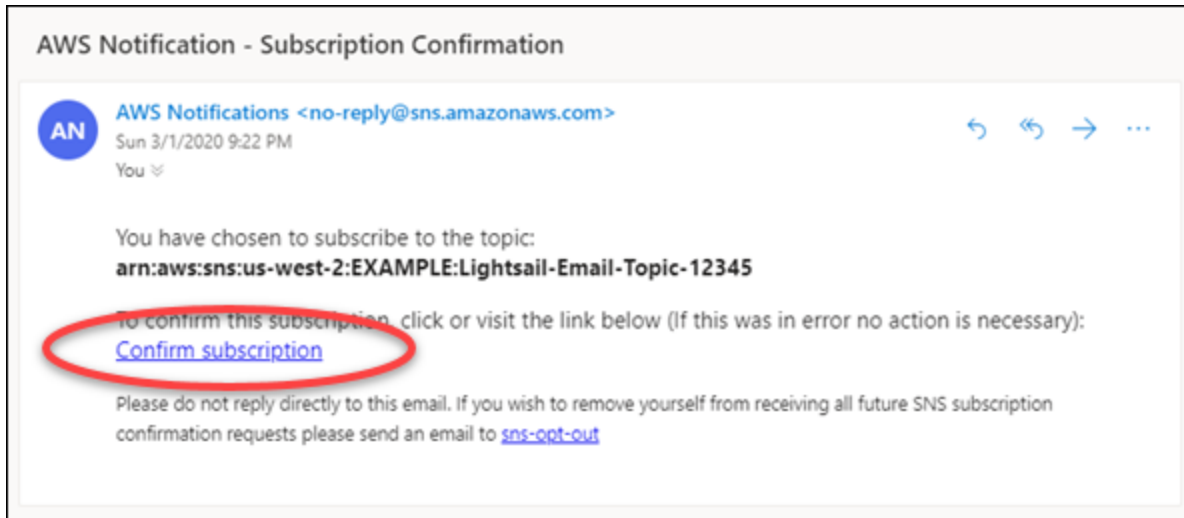 AWS Notification - Subscription Confirmation
AN
AWS Notifications <no-reply@sns.amazonaws.com>
Sun 3/1/2020 9:22 PM
You
You have chosen to subscribe to the topic:
arn:aws:sns:us-west-2:EXAMPLE:Lightsail-Email-Topic-12345
To confirm this subscription, click or visit the link below (If this was in error no action is necessary):
Confirm subscription
Please do not reply directly to this email. If you wish to remove yourself from receiving all future SNS subscription
confirmation requests please send an email to sns-opt-out